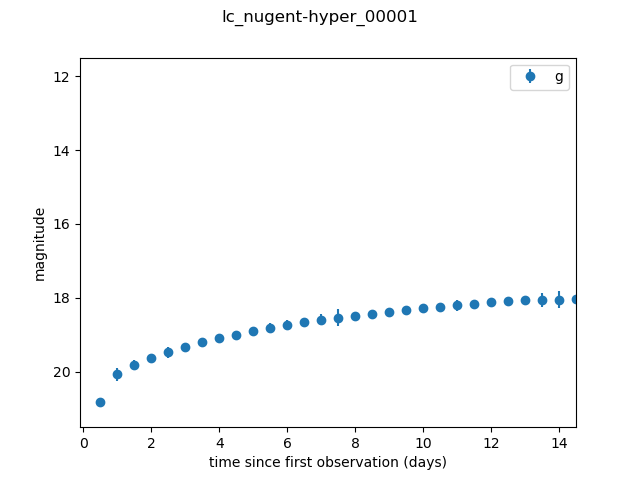 lc_nugent-hyper_00001
g
12
14
16
18
20
magnitude
0 2 4 6 8 10 12 14
time since first observation (days)